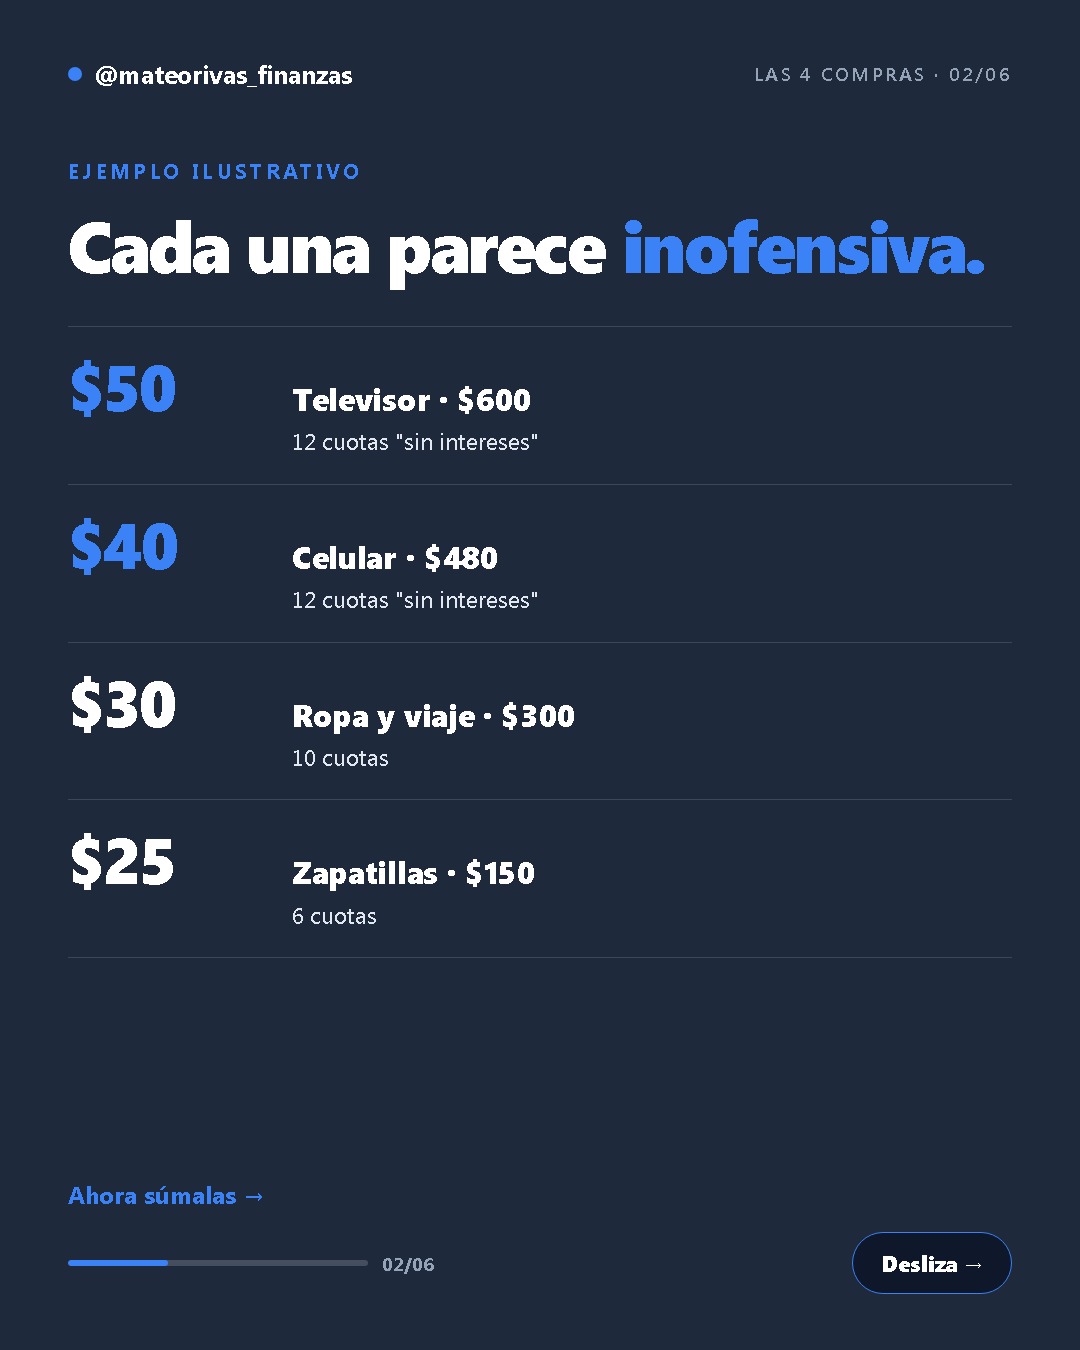 @mateorivas_finanzas
LAS 4 COMPRAS · 02/06
EJEMPLO ILUSTRATIVO
Cada una parece inofensiva.
$50
Televisor · $600
12 cuotas "sin intereses"
$40
Celular · $480
12 cuotas "sin intereses"
$30
Ropa y viaje · $300
10 cuotas
$25
Zapatillas · $150
6 cuotas
Ahora súmalas →
02/06
Desliza →